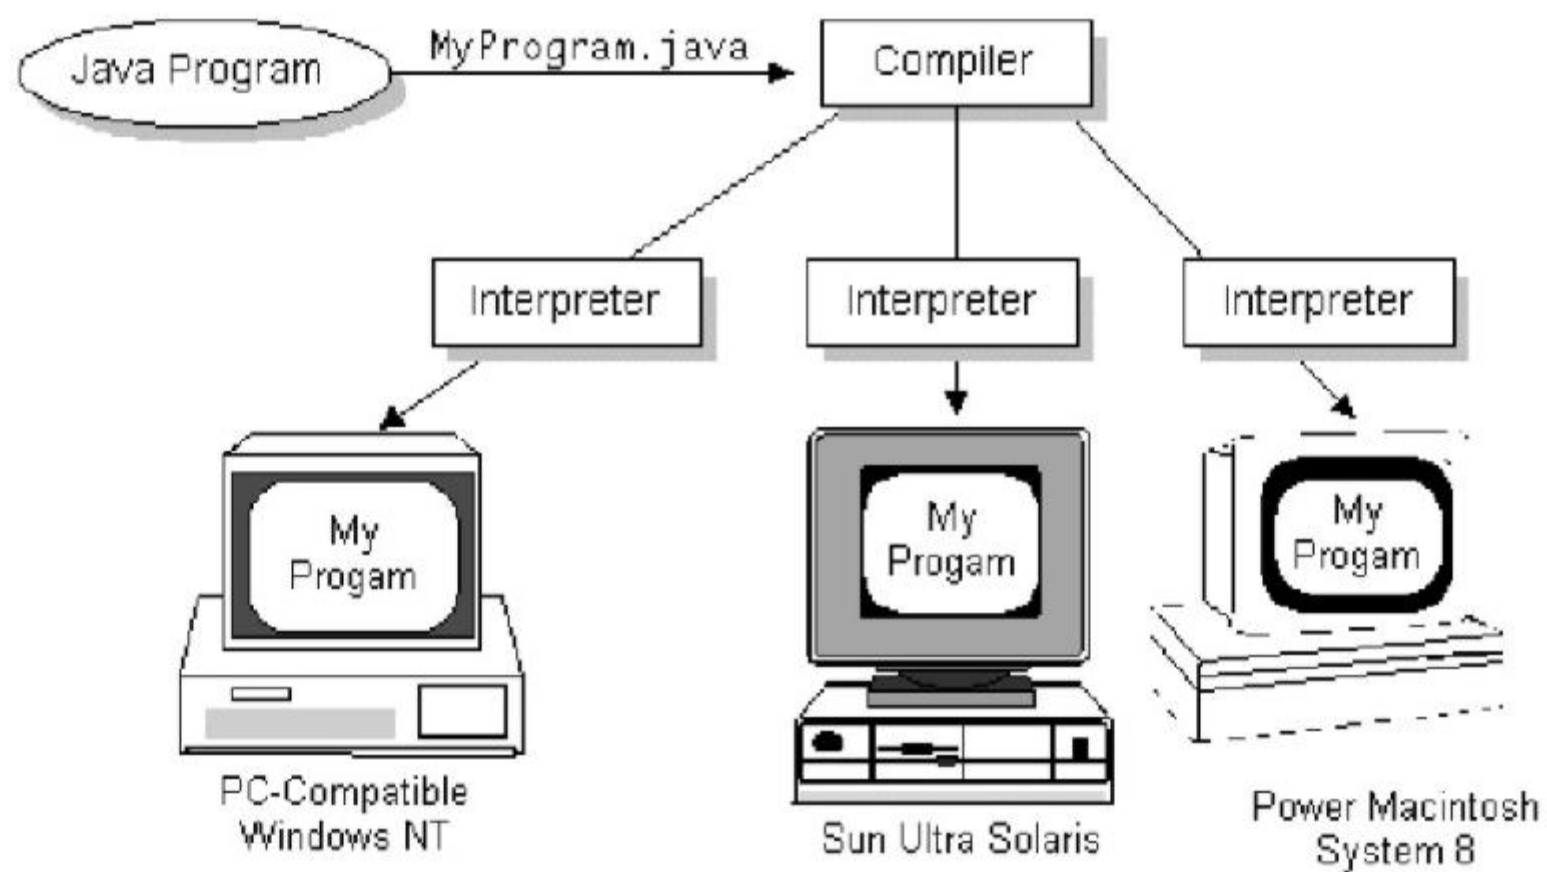 Java Program
MyProgram.java
Compiler
Interpreter
Interpreter
Interpreter
My
Progam
My
Progam
My
Progam
PC-Compatible
Windows NT
Sun Ultra Solaris
Power Macintosh
System 8